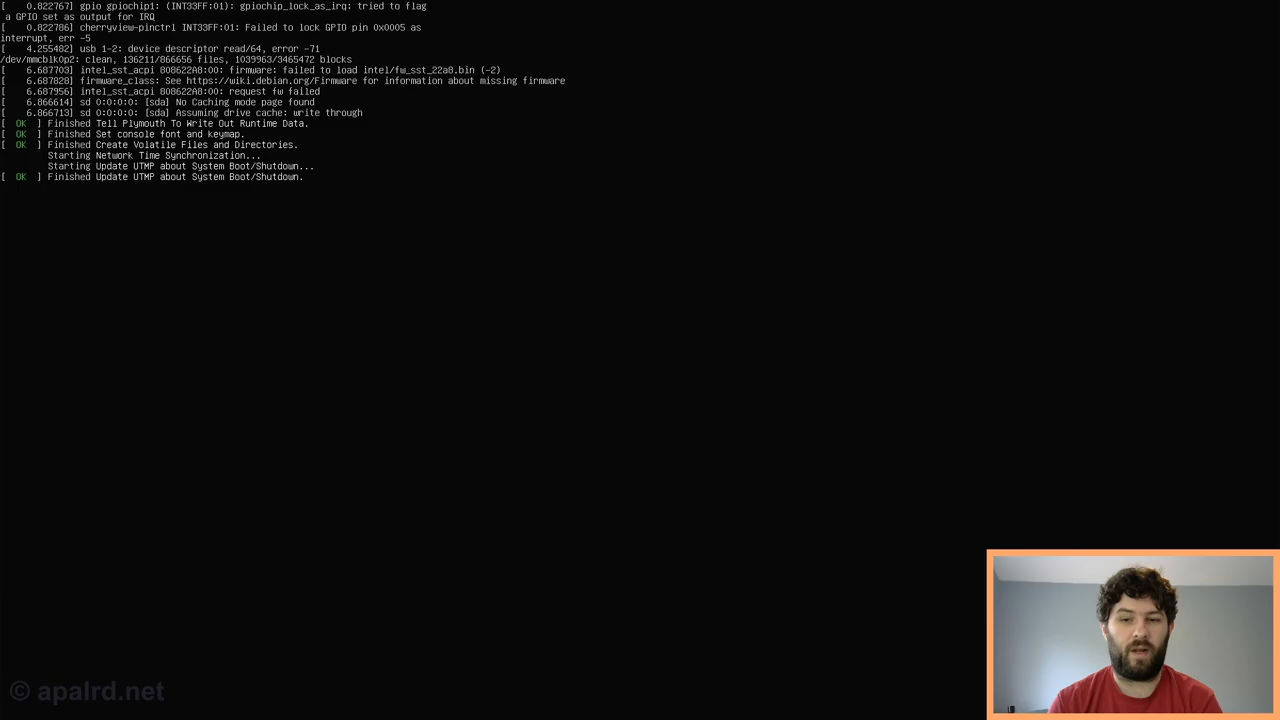 [    0.822767] gpio gpiochip1: (INT33FF:01): gpiochip_lock_as_irq: tried to flag
 a GPIO set as output for IRQ
[    0.822786] cherryview-pinctrl INT33FF:01: Failed to lock GPIO pin 0x0005 as
interrupt, err -5
[    4.255482] usb 1-2: device descriptor read/64, error -71
/dev/mmcblk0p2: clean, 136211/866656 files, 1039963/3465472 blocks
[    6.687703] intel_sst_acpi 808622A8:00: firmware: failed to load intel/fw_sst_22a8.bin (-2)
[    6.687828] firmware_class: See https://wiki.debian.org/Firmware for information about missing firmware
[    6.687956] intel_sst_acpi 808622A8:00: request fw failed
[    6.866614] sd 0:0:0:0: [sda] No Caching mode page found
[    6.866713] sd 0:0:0:0: [sda] Assuming drive cache: write through
[  OK  ] Finished Tell Plymouth To Write Out Runtime Data.
[  OK  ] Finished Set console font and keymap.
[  OK  ] Finished Create Volatile Files and Directories.
         Starting Network Time Synchronization...
         Starting Update UTMP about System Boot/Shutdown...
[  OK  ] Finished Update UTMP about System Boot/Shutdown.
© apalrd.net